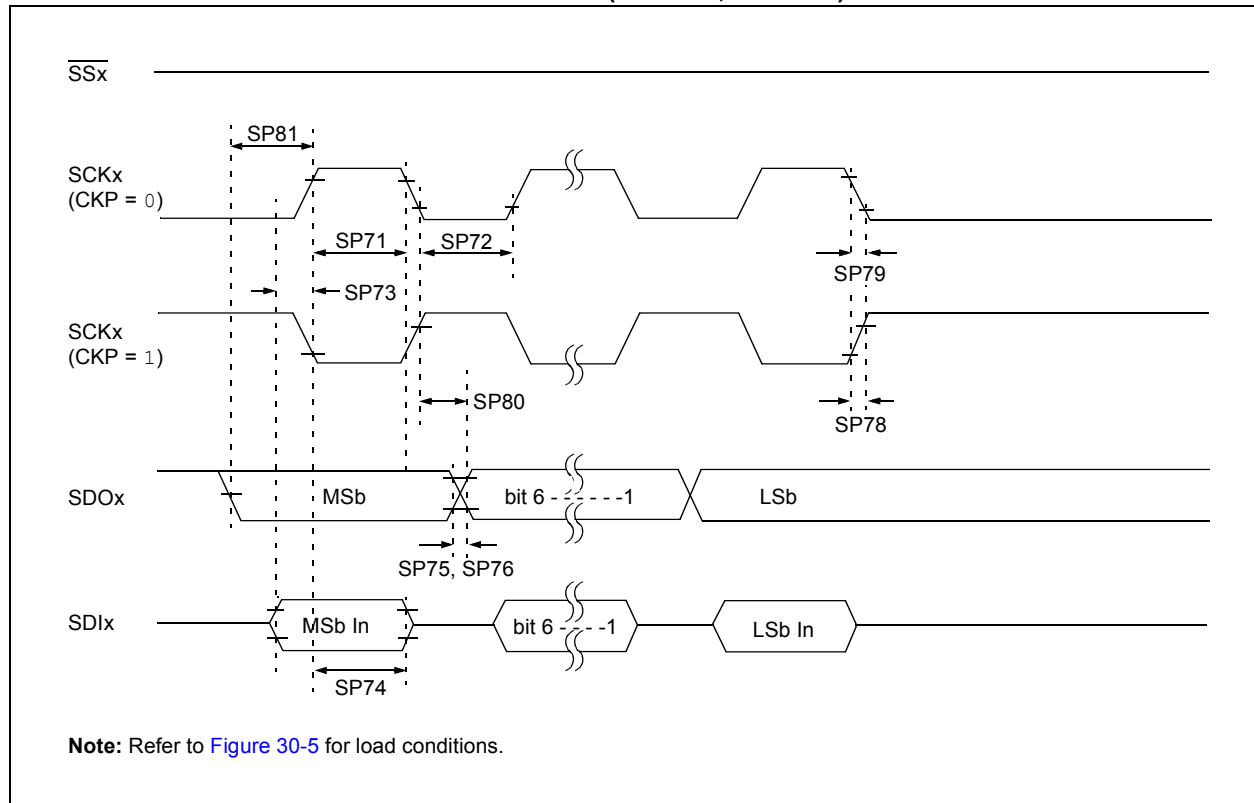 SSx
SP81
SCKx
(CKP = 0)
SP71
SP72
SP79
SP73
SCKx
(CKP = 1)
SP80
SP78
SDOx
MSb
bit 6 - - - - - - -1
LSb
SP75, SP76
SDIx
MSb In
bit 6 - - - - -1
LSb In
SP74
Note: Refer to Figure 30-5 for load conditions.